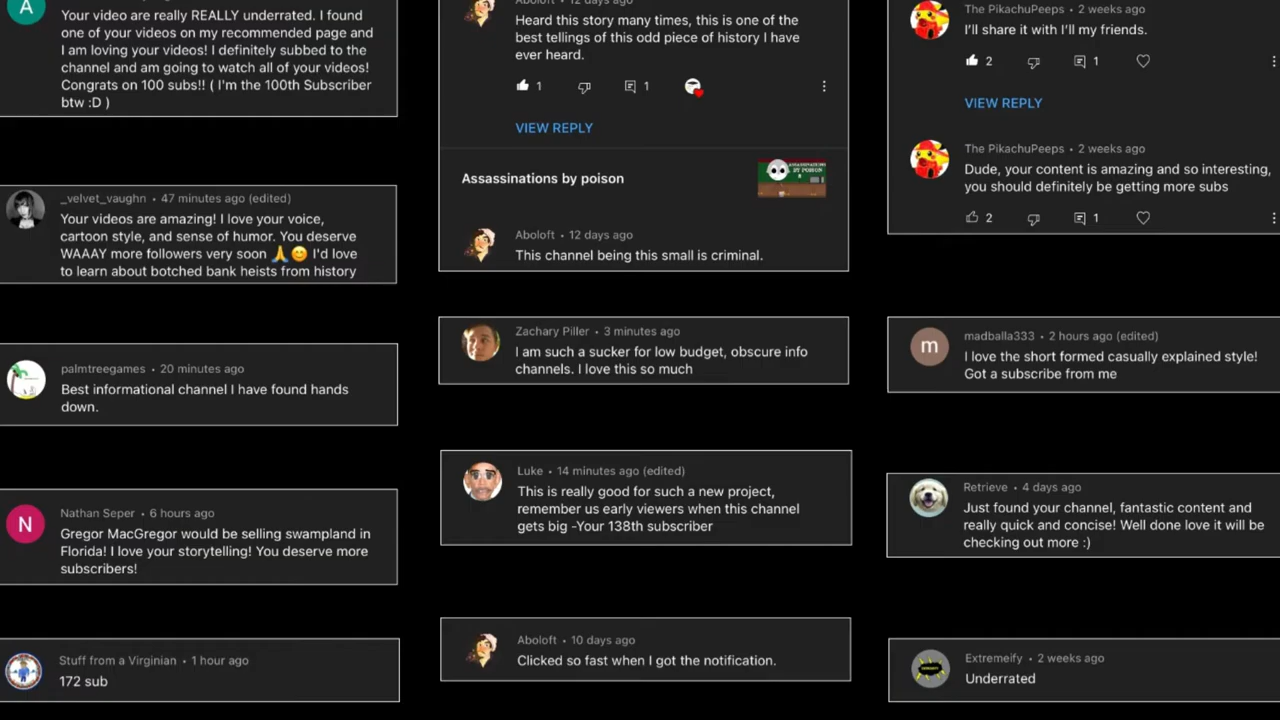 A
Your video are really REALLY underrated. I found
one of your videos on my recommended page and
I am loving your videos! I definitely subbed to the
channel and am going to watch all of your videos!
Congrats on 100 subs!! ( I'm the 100th Subscriber
btw :D )
_velvet_vaughn • 47 minutes ago (edited)
Your videos are amazing! I love your voice,
cartoon style, and sense of humor. You deserve
WAAAY more followers very soon 🙏😊 I'd love
to learn about botched bank heists from history
palmtreegames • 20 minutes ago
Best informational channel I have found hands
down.
N
Nathan Seper • 6 hours ago
Gregor MacGregor would be selling swampland in
Florida! I love your storytelling! You deserve more
subscribers!
Stuff from a Virginian • 1 hour ago
172 sub
Aboloft • 12 days ago
Heard this story many times, this is one of the
best tellings of this odd piece of history I have
ever heard.
1 1
VIEW REPLY
Assassinations by poison
ASSASSINATIONS
BY POISON
Aboloft • 12 days ago
This channel being this small is criminal.
Zachary Piller • 3 minutes ago
I am such a sucker for low budget, obscure info
channels. I love this so much
Luke • 14 minutes ago (edited)
This is really good for such a new project,
remember us early viewers when this channel
gets big -Your 138th subscriber
Aboloft • 10 days ago
Clicked so fast when I got the notification.
The PikachuPeeps • 2 weeks ago
I'll share it with I'll my friends.
2 1
VIEW REPLY
The PikachuPeeps • 2 weeks ago
Dude, your content is amazing and so interesting,
you should definitely be getting more subs
2 1
m
madballa333 • 2 hours ago (edited)
I love the short formed casually explained style!
Got a subscribe from me
Retrieve • 4 days ago
Just found your channel, fantastic content and
really quick and concise! Well done love it will be
checking out more :)
Extremeify • 2 weeks ago
Underrated